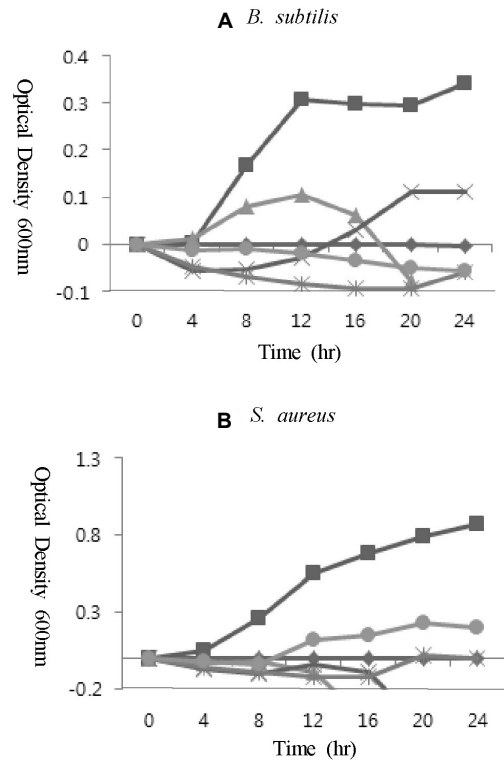 A B. subtilis
Optical Density 600nm
0.4
0.3
0.2
0.1
0
-0.1
0 4 8 12 16 20 24
Time (hr)
B S. aureus
Optical Density 600nm
1.3
0.8
0.3
-0.2
0 4 8 12 16 20 24
Time (hr)